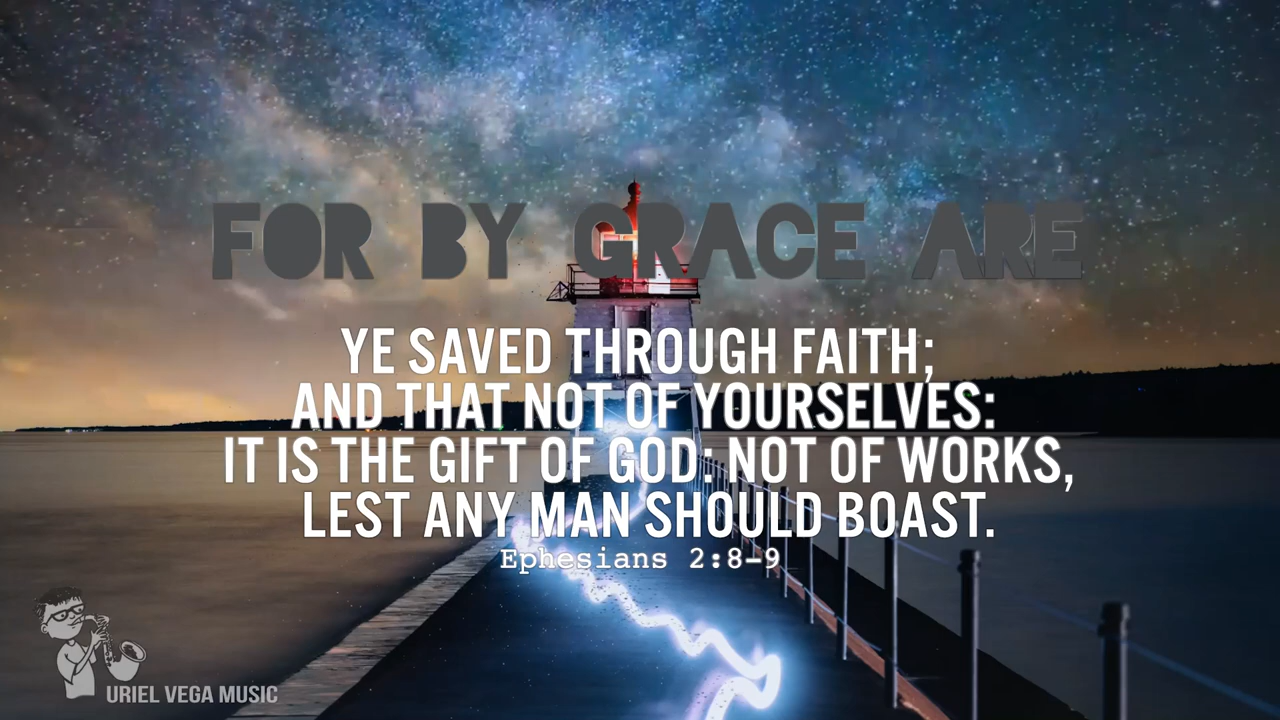 FOR BY GRACE ARE
YE SAVED THROUGH FAITH;
AND THAT NOT OF YOURSELVES:
IT IS THE GIFT OF GOD: NOT OF WORKS,
LEST ANY MAN SHOULD BOAST.
Ephesians 2:8-9
URIEL VEGA MUSIC